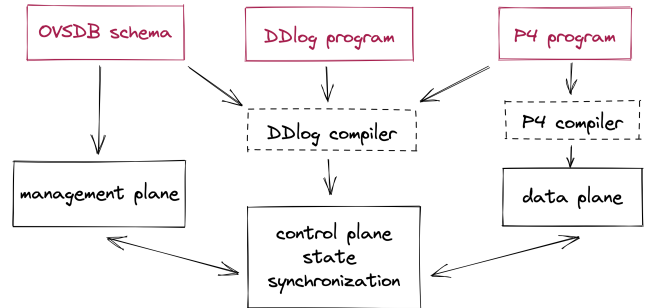 OVSDB schema
DDlog program
P4 program
DDlog compiler
P4 compiler
management plane
data plane
control plane
state
synchronization